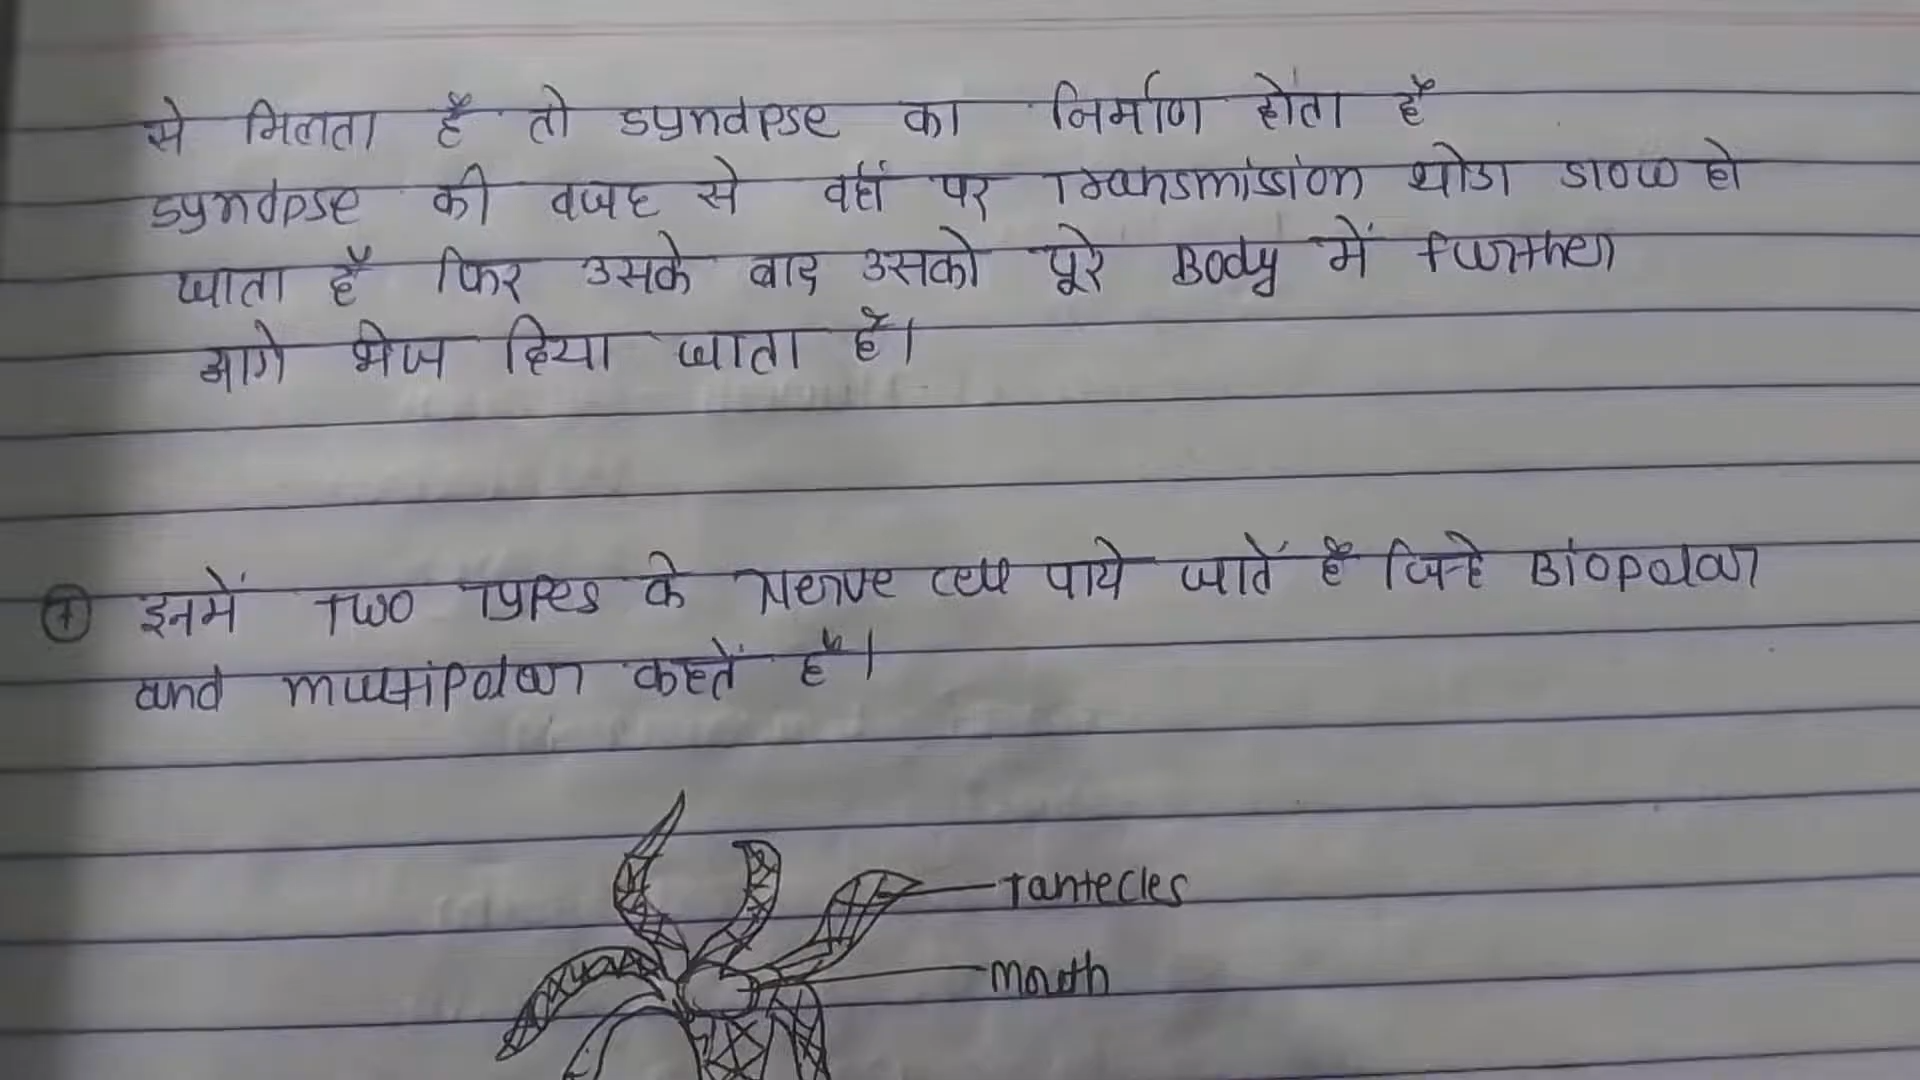 से मिलता है तो synapse का निर्माण होता है
synapse की वजह से वहाँ पर Transmission थोडा slow हो
जाता है फिर उसके बाद उसको पूरे Body में further
आगे भेज दिया जाता है।
7 इनमें Two Types के Nerve cell पाये जातें है जिन्हे Biopolar
and multipolar कहतें है।
Tantecles
Mouth